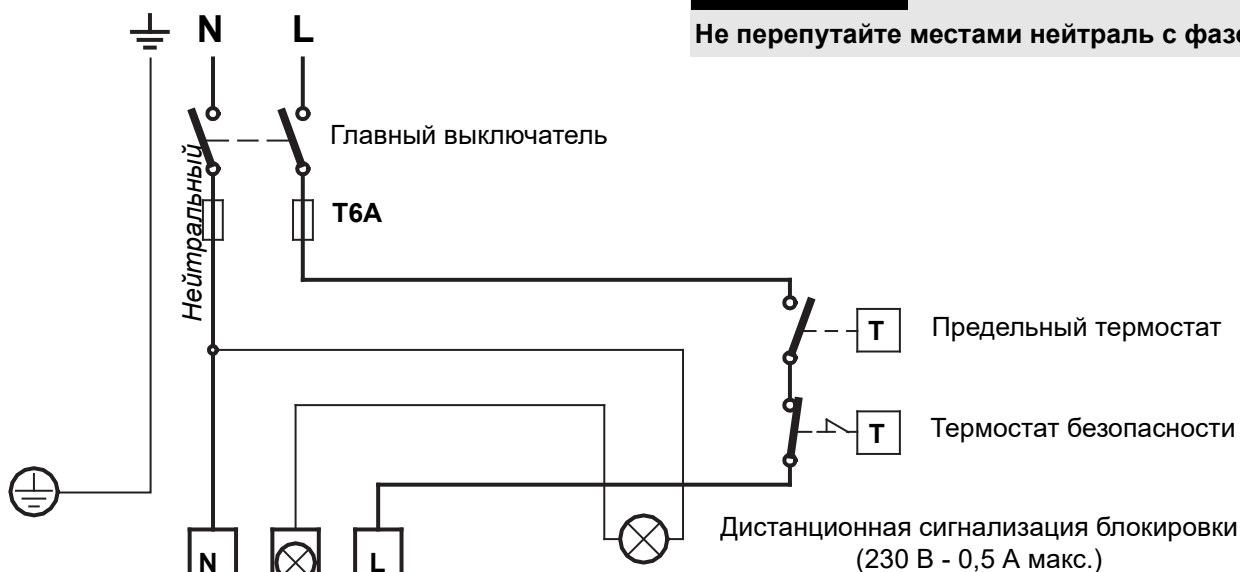 N L
Не перепутайте местами нейтраль с
Главный выключатель
Нейтральный
T6A
T Предельный термостат
T Термостат безопасности
Дистанционная сигнализация блокировки
(230 В - 0,5 А макс.)
N L